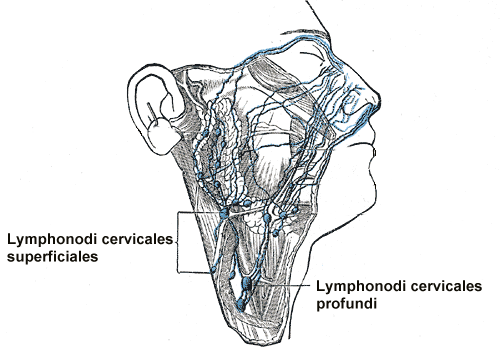 Lymphonodi cervicales
superficiales
Lymphonodi cervicales
profundi